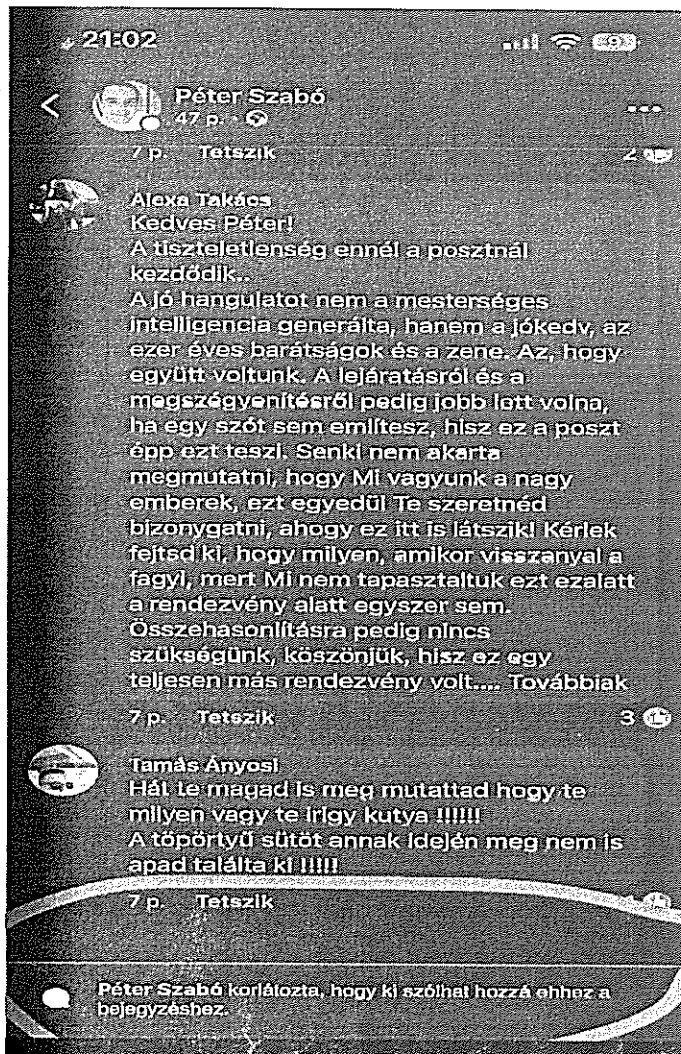 21:02
Péter Szabó
47 p.
7 p. Tetszik 2
Alexa Takács
Kedves Péter!
A tiszteletlenség ennél a posztnál
kezdődik..
A jó hangulatot nem a mesterséges
intelligencia generálta, hanem a jókedv, az
ezer éves barátságok és a zene. Az, hogy
együtt voltunk. A lejáratásról és a
megszégyenítésről pedig jobb lett volna,
ha egy szót sem említesz, hisz ez a poszt
épp ezt teszi. Senki nem akarta
megmutatni, hogy Mi vagyunk a nagy
emberek, ezt egyedül Te szeretnéd
bizonygatni, ahogy ez itt is látszik! Kérlek
fejtsd ki, hogy milyen, amikor visszanyal a
fagyi, mert Mi nem tapasztaltuk ezt ezalatt
a rendezvény alatt egyszer sem.
Összehasonlításra pedig nincs
szükségünk, köszönjük, hisz ez egy
teljesen más rendezvény volt.... Továbbiak
7 p. Tetszik 3
Tamás Ányosi
Hát te magad is meg mutattad hogy te
milyen vagy te irigy kutya !!!!!!
A töpörtyű sütöt annak idején meg nem is
apad találta ki !!!!!
7 p. Tetszik
Péter Szabó korlátozta, hogy ki szólhat hozzá ehhez a
bejegyzéshez.